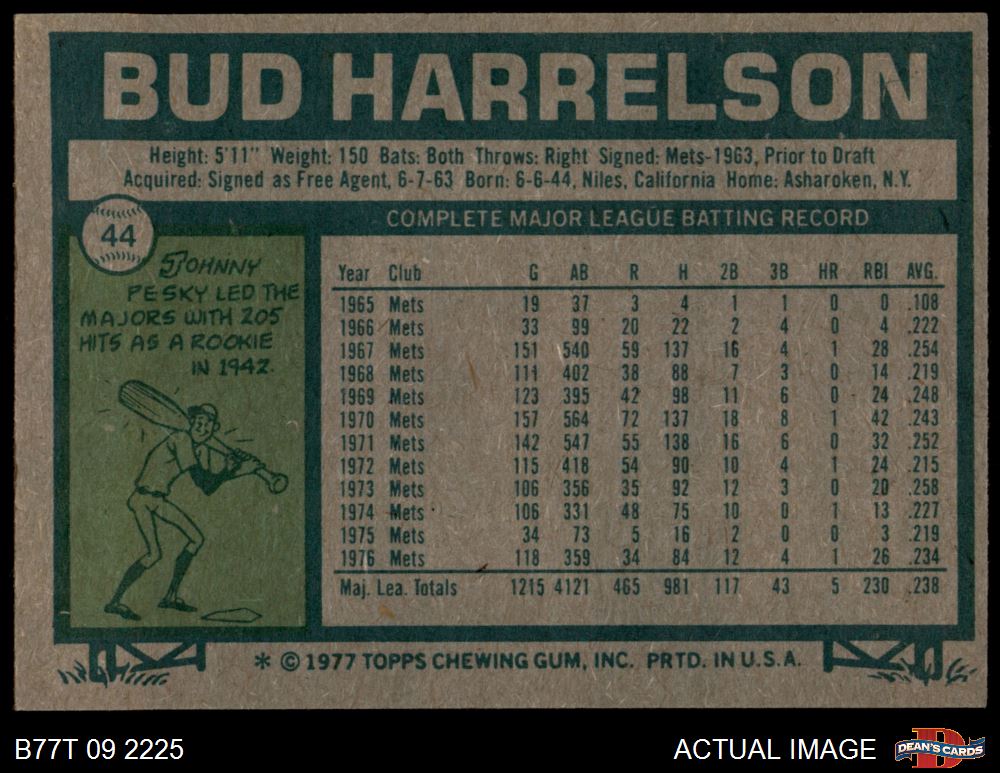 BUD HARRELSON
Height: 5'11" Weight: 150 Bats: Both Throws: Right Signed: Mets-1963, Prior to Draft
Acquired: Signed as Free Agent, 6-7-63 Born: 6-6-44, Niles, California Home: Asharoken, N.Y.
44
JOHNNY
PESKY LED THE
MAJORS WITH 205
HITS AS A ROOKIE
IN 1942.
COMPLETE MAJOR LEAGUE BATTING RECORD
Year Club G AB R H 2B 3B HR RBI AVG.
1965 Mets 19 37 3 4 1 1 0 0 .108
1966 Mets 33 99 20 22 2 4 0 4 .222
1967 Mets 151 540 59 137 16 4 1 28 .254
1968 Mets 111 402 38 88 7 3 0 14 .219
1969 Mets 123 395 42 98 11 6 0 24 .248
1970 Mets 157 564 72 137 18 8 1 42 .243
1971 Mets 142 547 55 138 16 6 0 32 .252
1972 Mets 115 418 54 90 10 4 1 24 .215
1973 Mets 106 356 35 92 12 3 0 20 .258
1974 Mets 106 331 48 75 10 0 1 13 .227
1975 Mets 34 73 5 16 2 0 0 3 .219
1976 Mets 118 359 34 84 12 4 1 26 .234
Maj. Lea. Totals 1215 4121 465 981 117 43 5 230 .238
* © 1977 TOPPS CHEWING GUM, INC. PRTD. IN U.S.A.
B77T 09 2225
ACTUAL IMAGE
D
DEAN'S CARDS